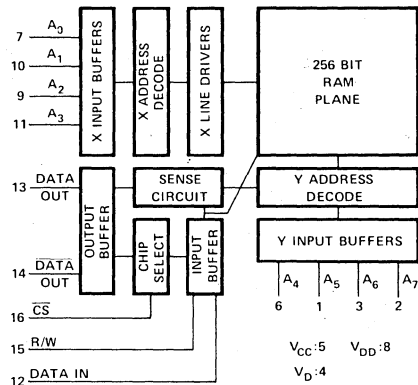 7 A0
10 A1
9 A2
11 A3
X INPUT BUFFERS
X ADDRESS DECODE
X LINE DRIVERS
256 BIT
RAM
PLANE
13 DATA
OUT
OUTPUT BUFFER
SENSE
CIRCUIT
Y ADDRESS
DECODE
14 DATA
OUT
CHIP SELECT
INPUT BUFFER
Y INPUT BUFFERS
A4 A5 A6 A7
6 1 3 2
16 CS
15 R/W
12 DATA IN
VCC:5 VDD:8
VD:4